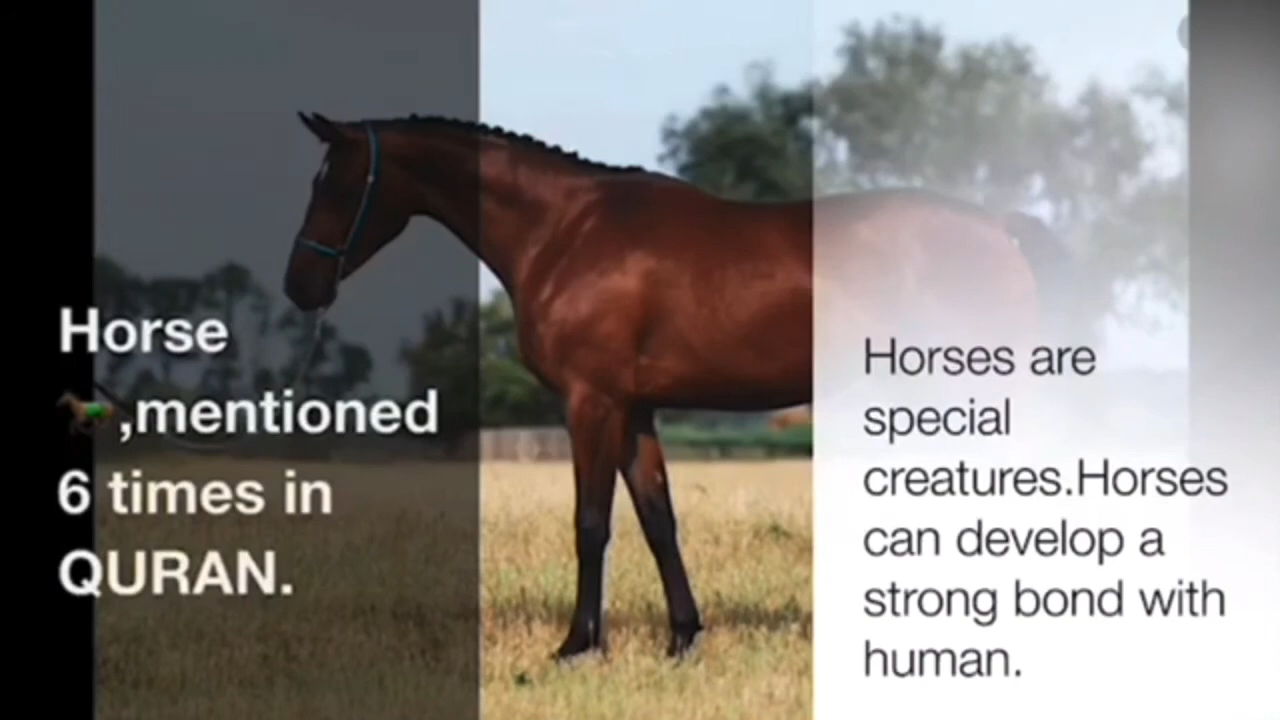 Horse
🏇,mentioned
6 times in
QURAN.
Horses are
special
creatures.Horses
can develop a
strong bond with
human.